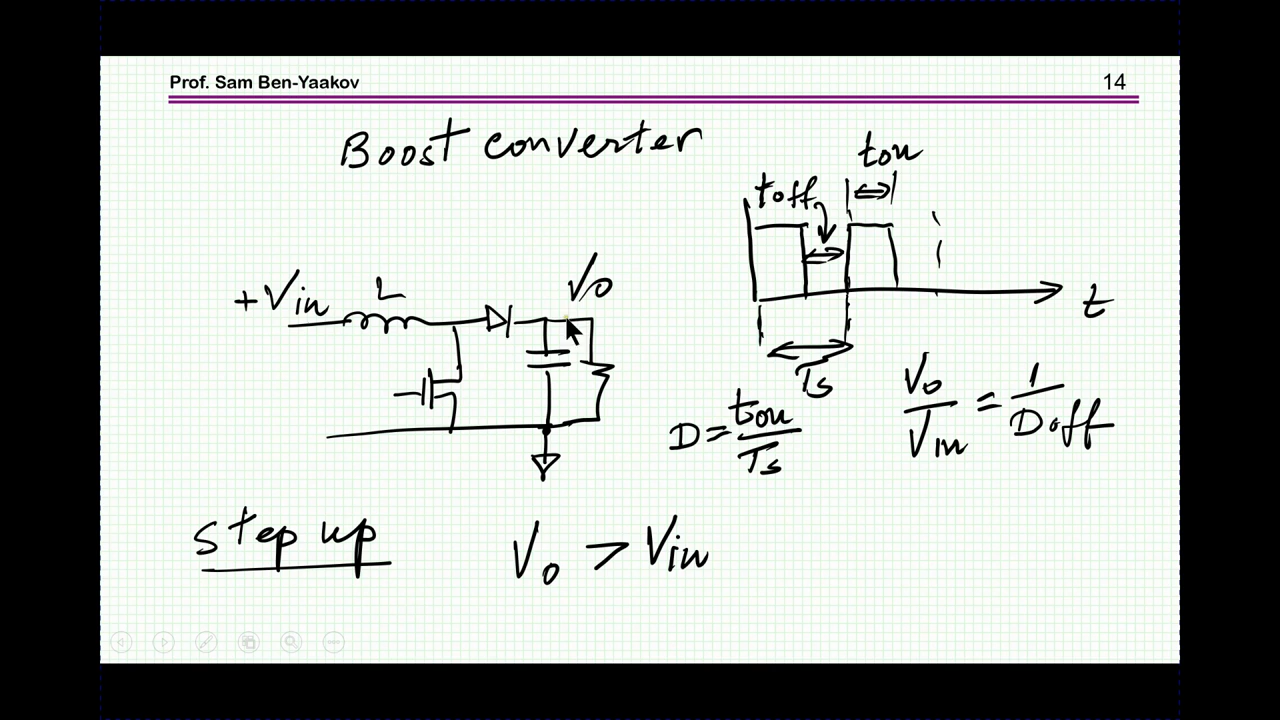 Prof. Sam Ben-Yaakov
14
Boost converter
ton
toff
+Vin
L
Vo
t
Ts
D = ton/Ts
Vo/Vin = 1/Doff
Step up
Vo > Vin